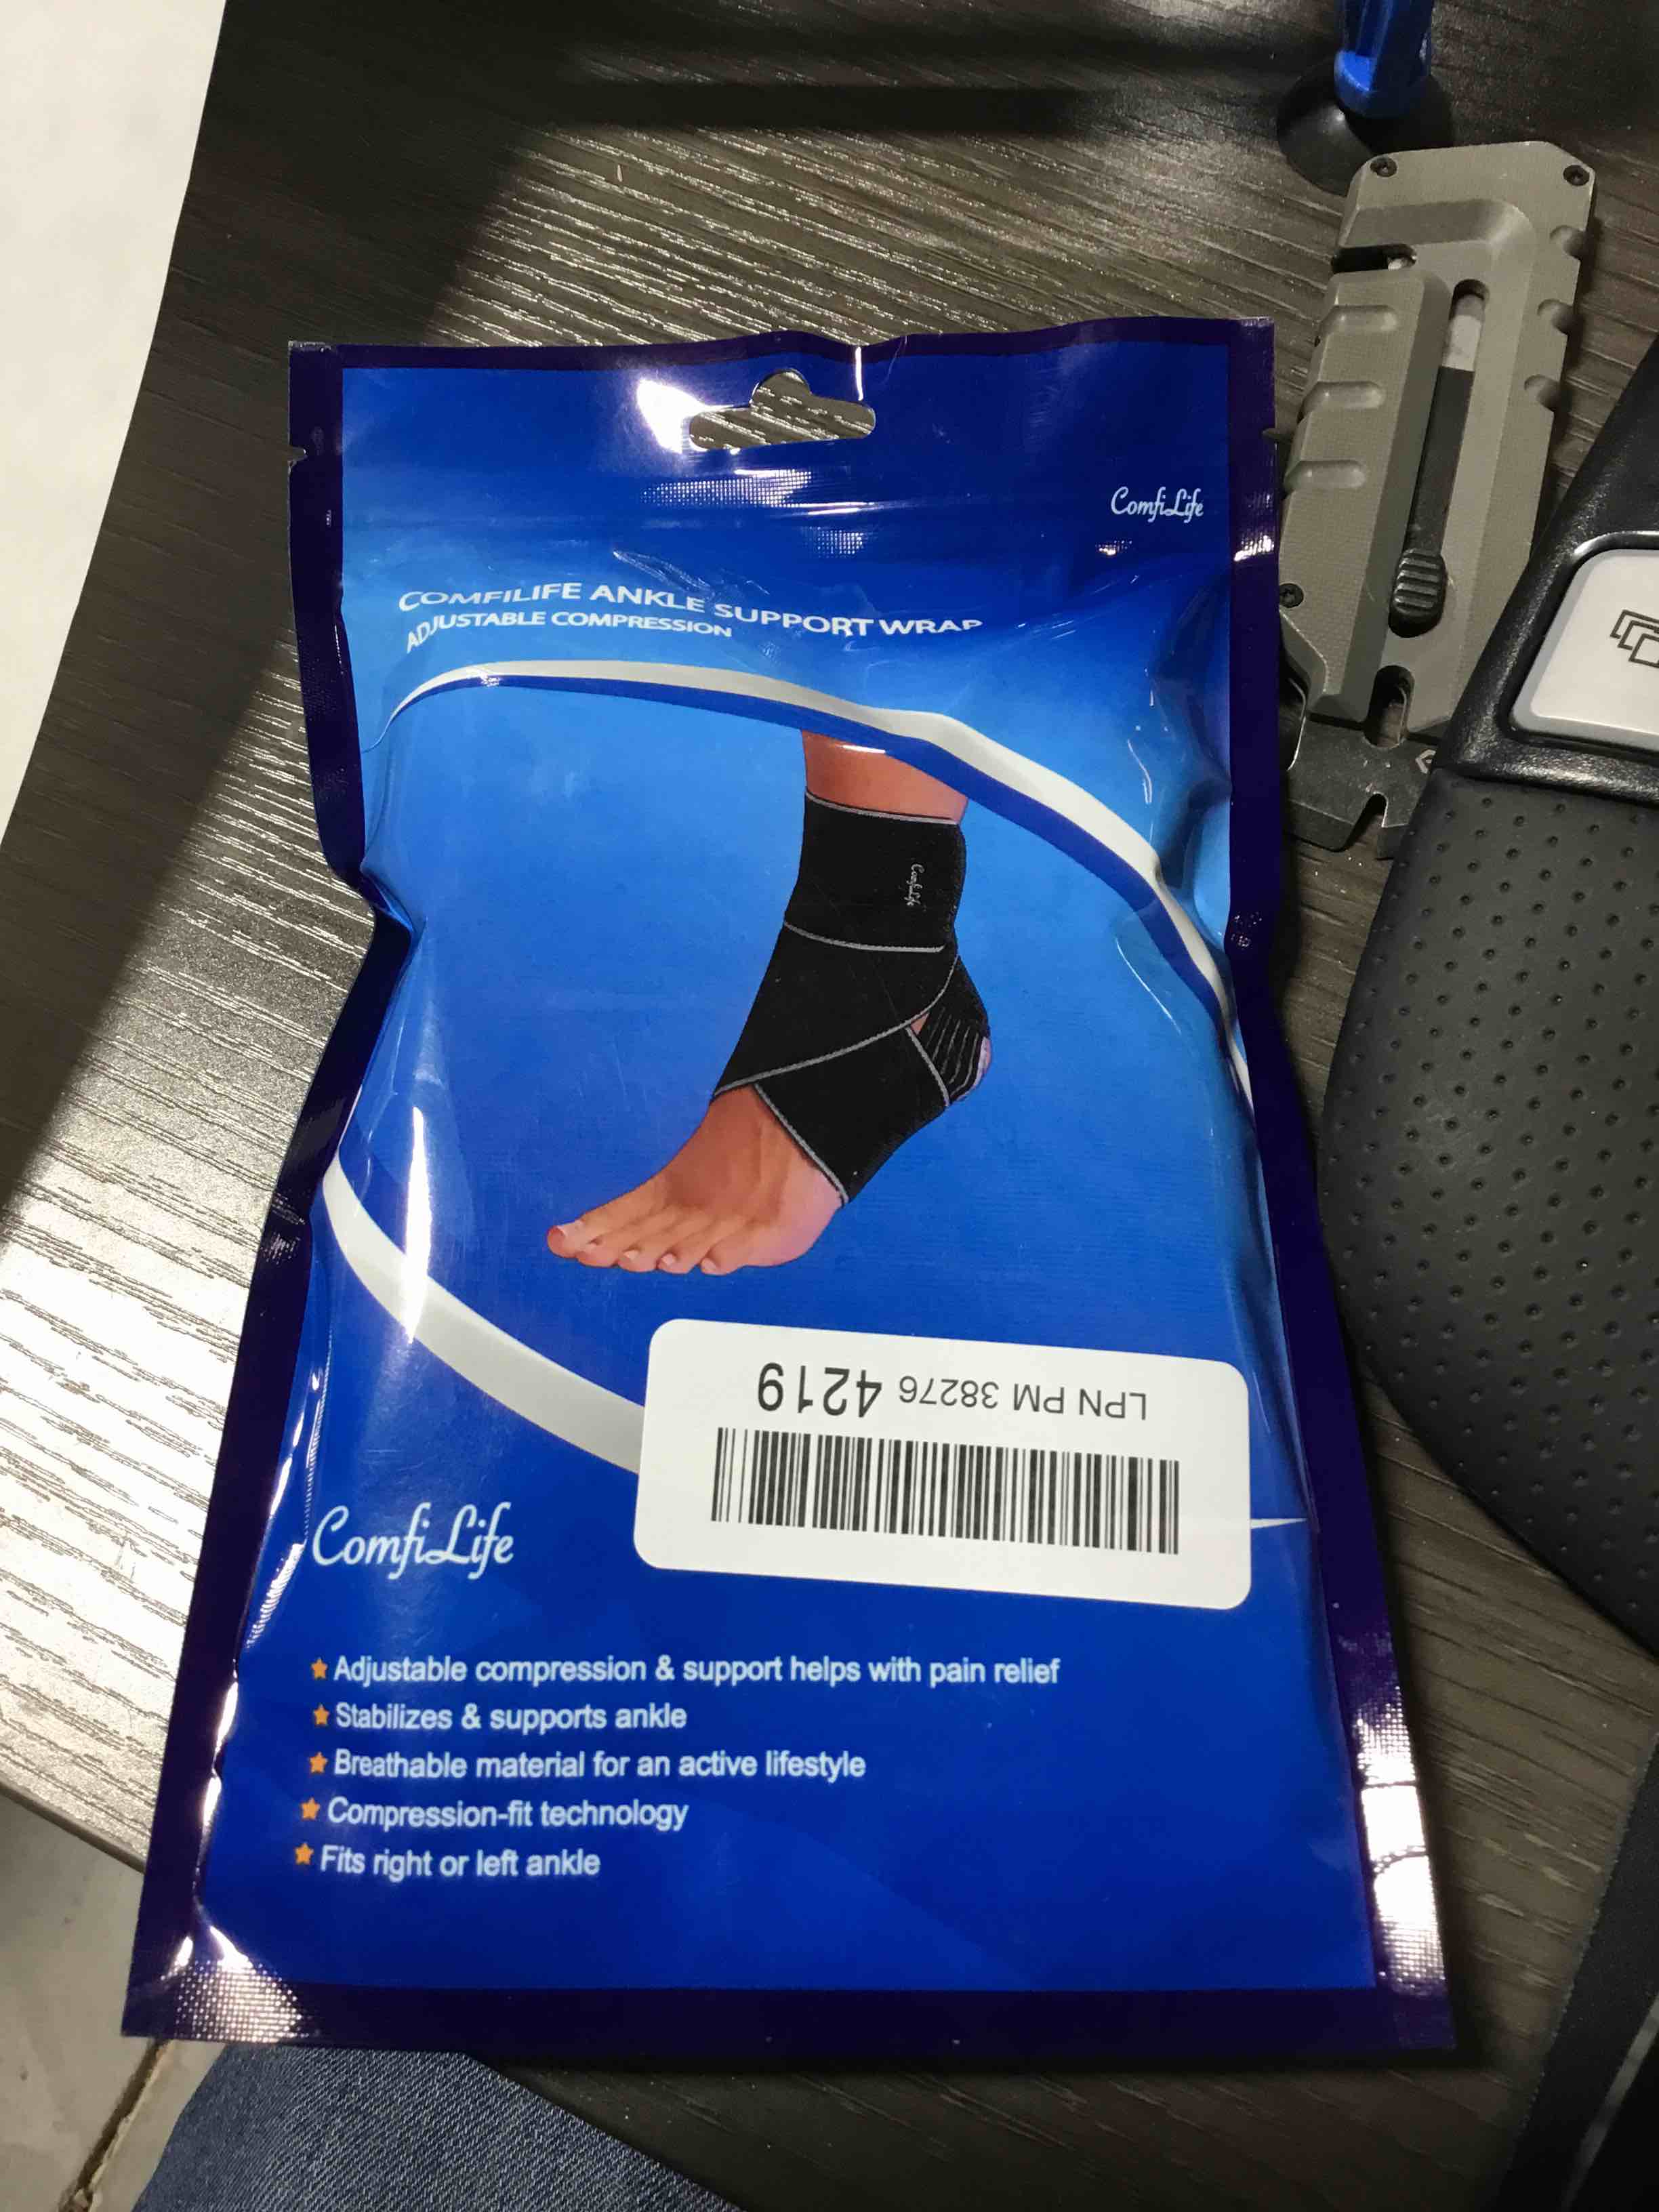 ComfiLife
COMFILIFE ANKLE SUPPORT WRAP
ADJUSTABLE COMPRESSION
ComfiLife
LPN PM 38276 4219
ComfiLife
Adjustable compression & support helps with pain relief
Stabilizes & supports ankle
Breathable material for an active lifestyle
Compression-fit technology
Fits right or left ankle